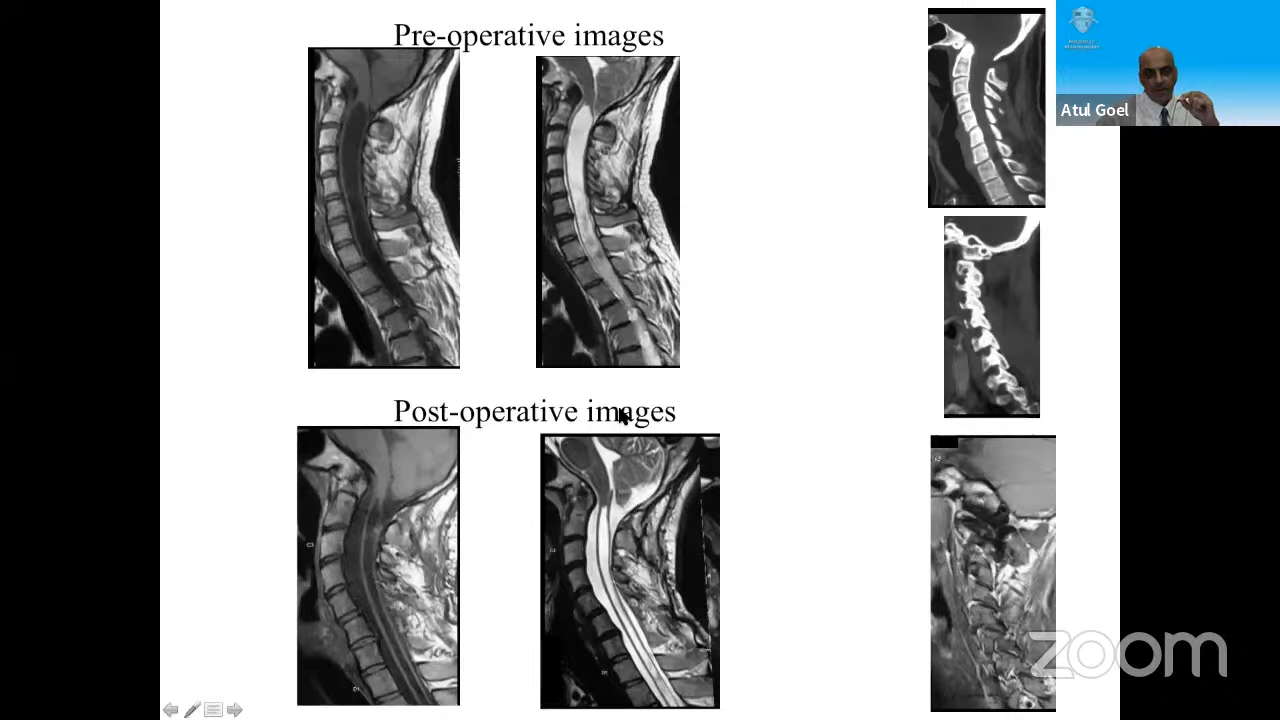 Pre-operative images
Atul Goel
Post-operative images
zoom